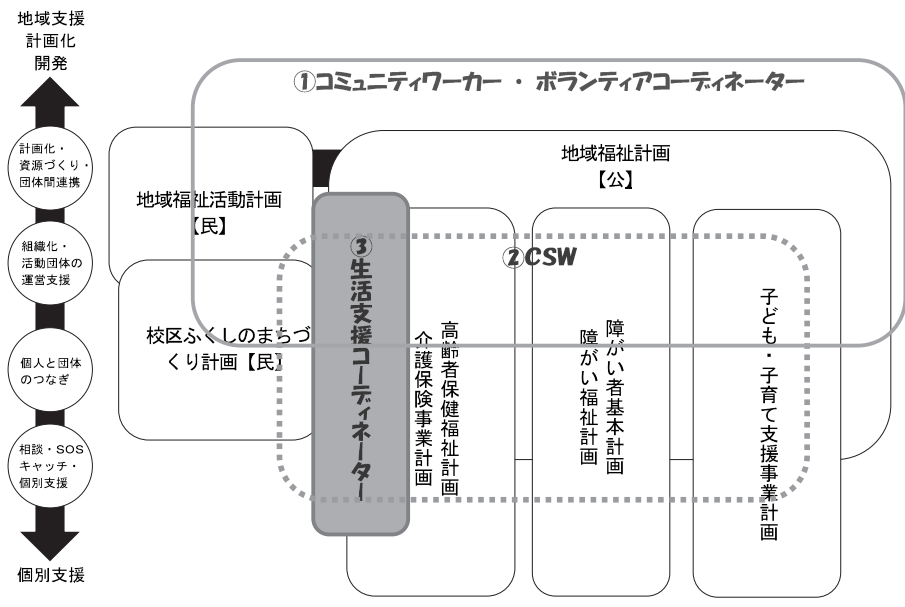 地域支援
計画化
開発
計画化・
資源づくり・
団体間連携
組織化・
活動団体の
運営支援
個人と団体
のつなぎ
相談・SOS
キャッチ・
個別支援
個別支援
①コミュニティワーカー ・ ボランティアコーディネーター
地域福祉活動計画
【民】
校区ふくしのまちづ
くり計画【民】
地域福祉計画
【公】
③生活支援コーディネーター
②CSW
高齢者保健福祉計画
介護保険事業計画
障がい者基本計画
障がい福祉計画
子ども・子育て支援事業計画